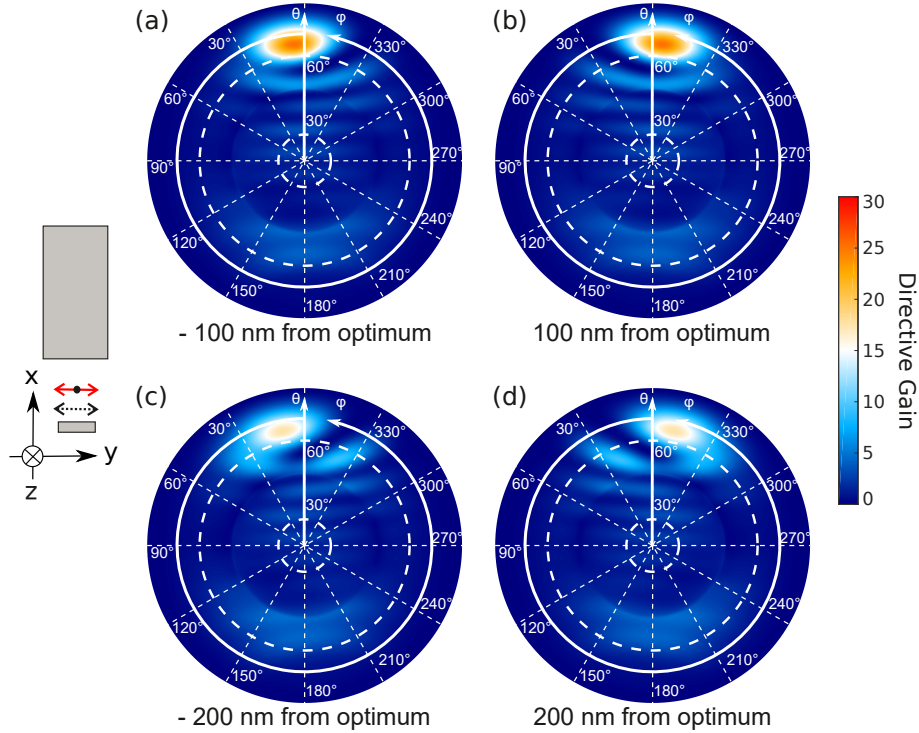 (a)
θ
φ
30°
330°
60°
60°
300°
30°
90°
270°
120°
240°
150°
210°
180°
- 100 nm from optimum
(b)
θ
φ
30°
330°
60°
60°
300°
30°
90°
270°
120°
240°
150°
210°
180°
100 nm from optimum
x
y
z
(c)
θ
φ
30°
330°
60°
60°
300°
30°
90°
270°
120°
240°
150°
210°
180°
- 200 nm from optimum
(d)
θ
φ
30°
330°
60°
60°
300°
30°
90°
270°
120°
240°
150°
210°
180°
200 nm from optimum
30
25
20
15
10
5
0
Directive Gain